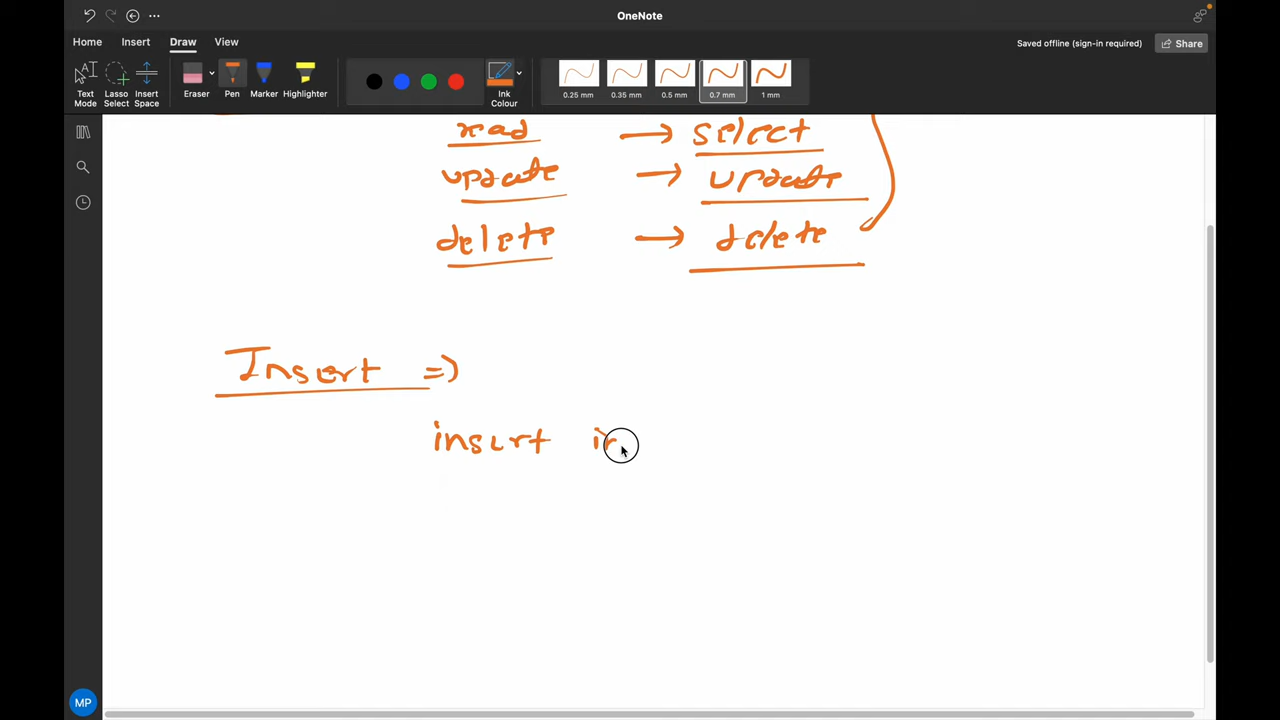 OneNote
Home Insert Draw View
Saved offline (sign-in required) Share
Text Mode Lasso Select Insert Space Eraser Pen Marker Highlighter Ink Colour 0.25 mm 0.35 mm 0.5 mm 0.7 mm 1 mm
read → select
update → update
delete → delete
Insert =>
insert in
MP